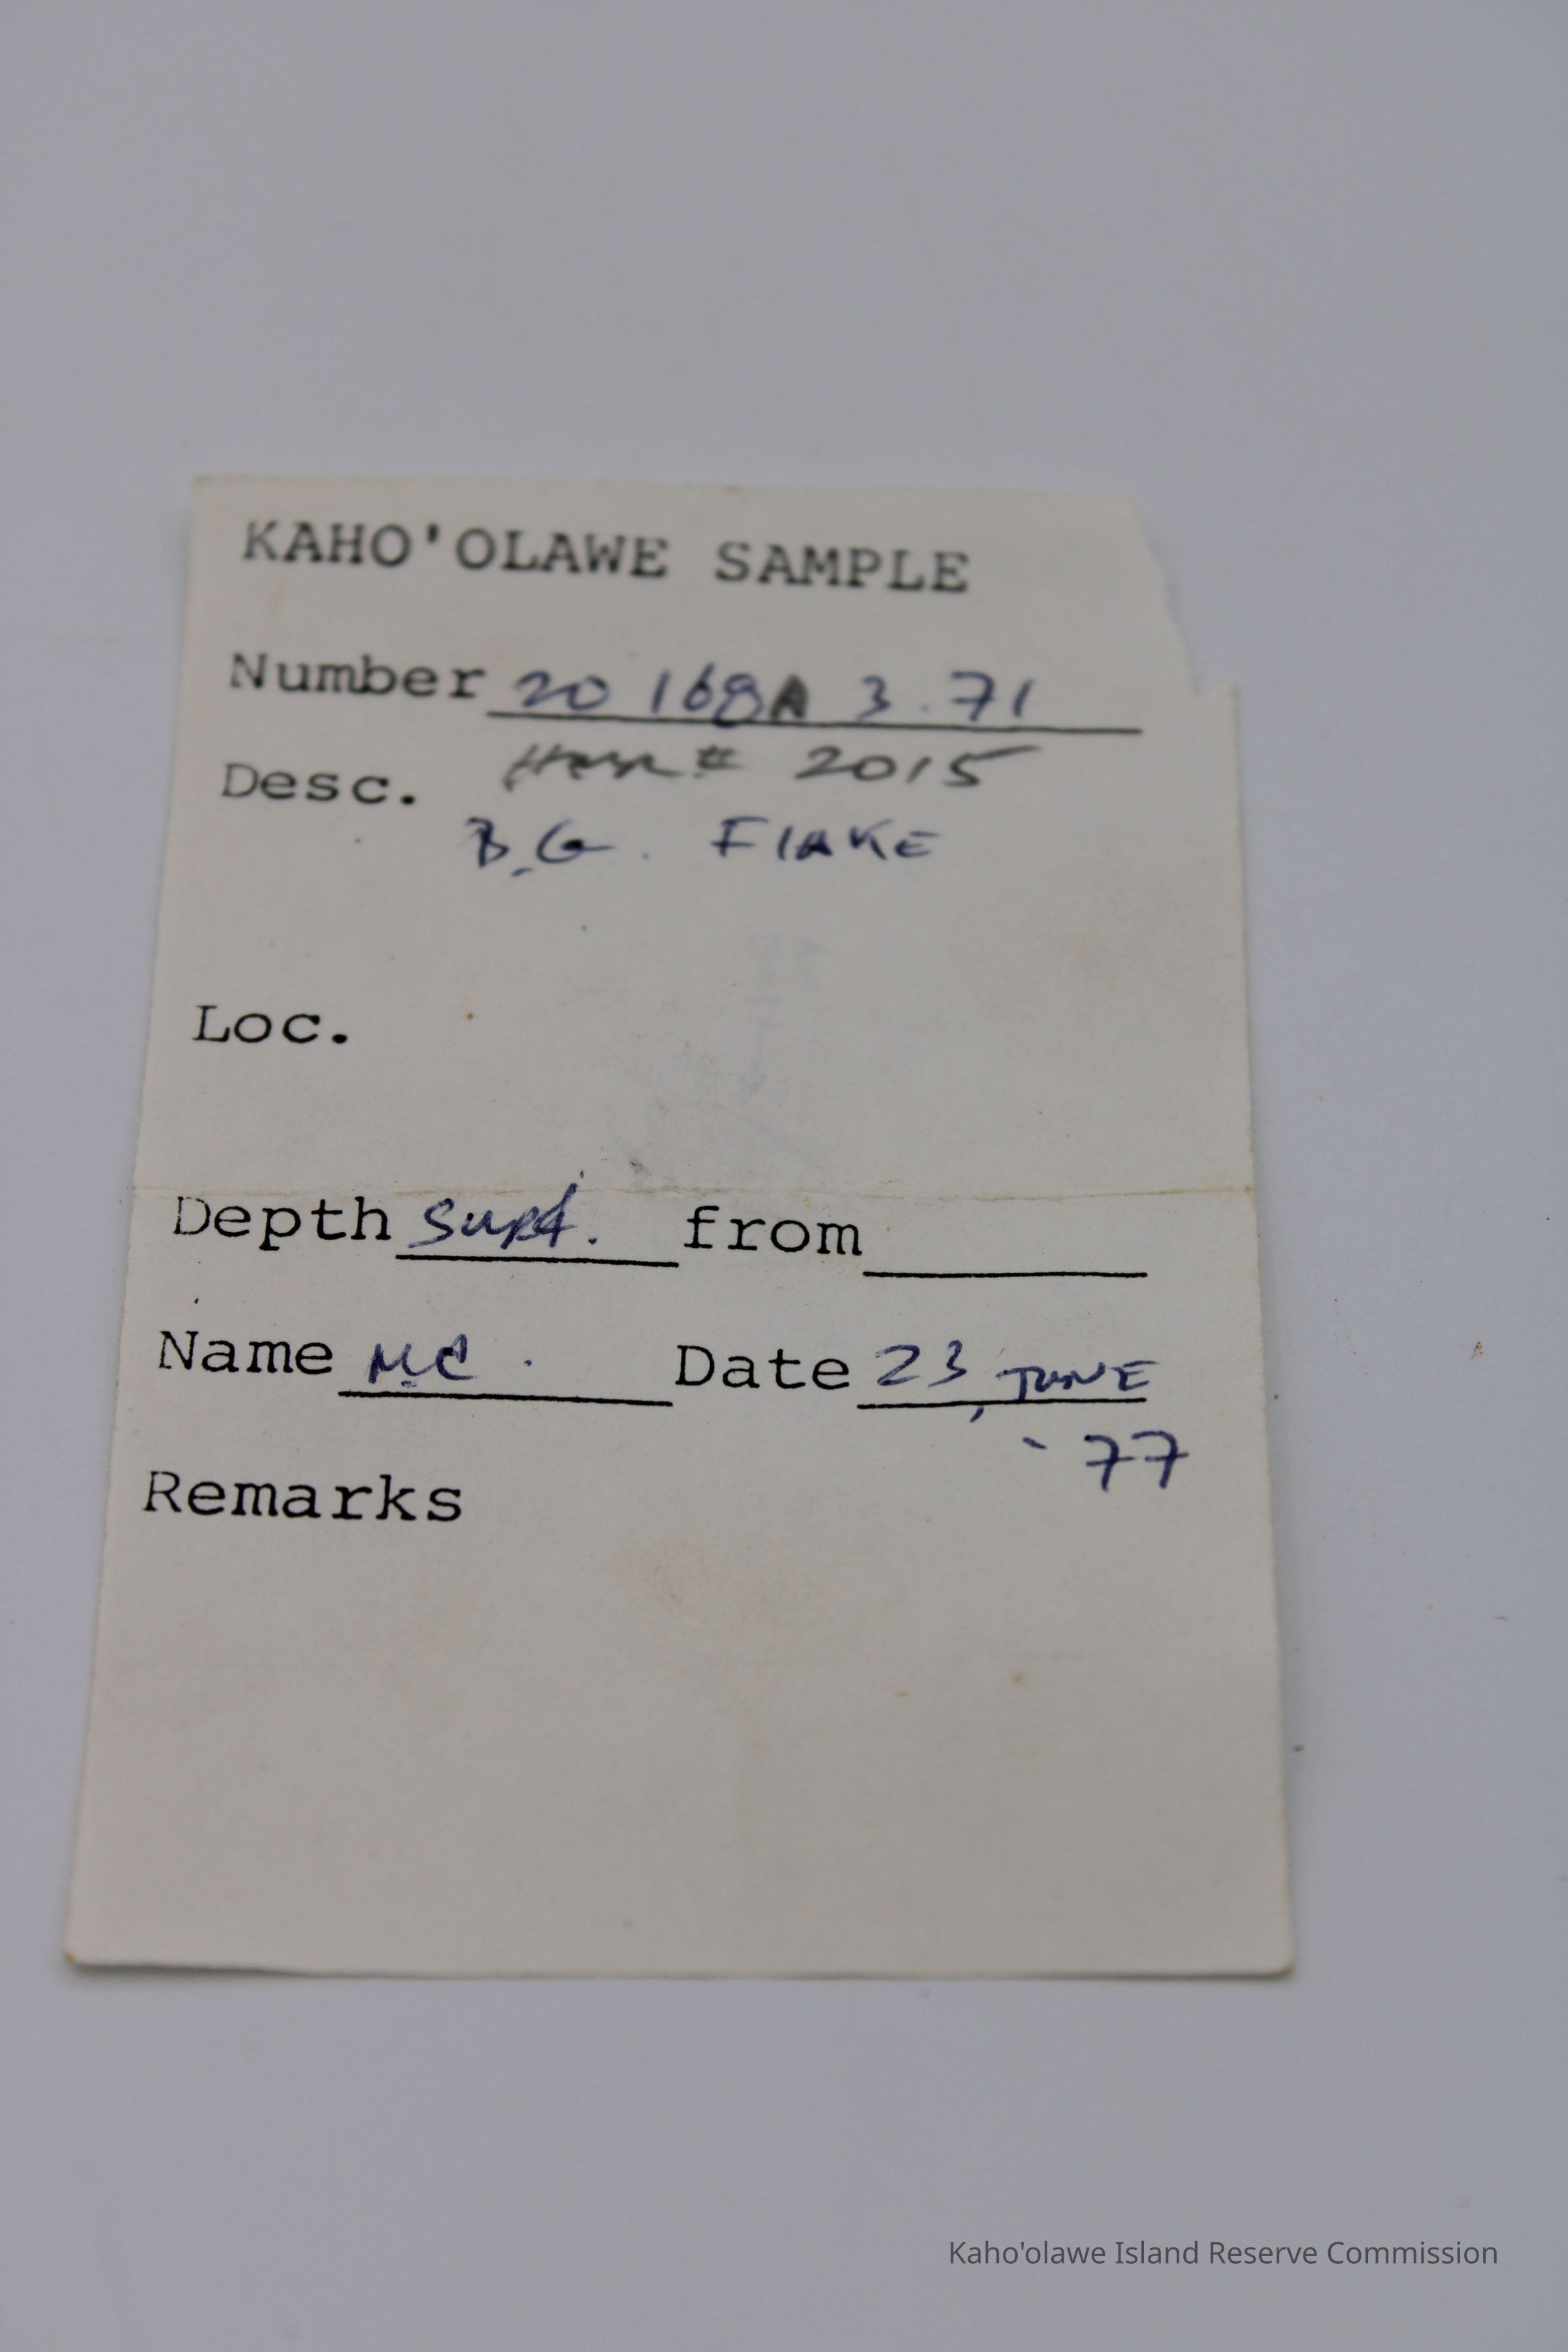 KAHO'OLAWE SAMPLE
Number 20 168A 3.71
Desc. # 2015
B.G. FlAKE
Loc.
Depth Surf. from
Name MC. Date 23, JUNE
'77
Remarks
Kaho'olawe Island Reserve Commission